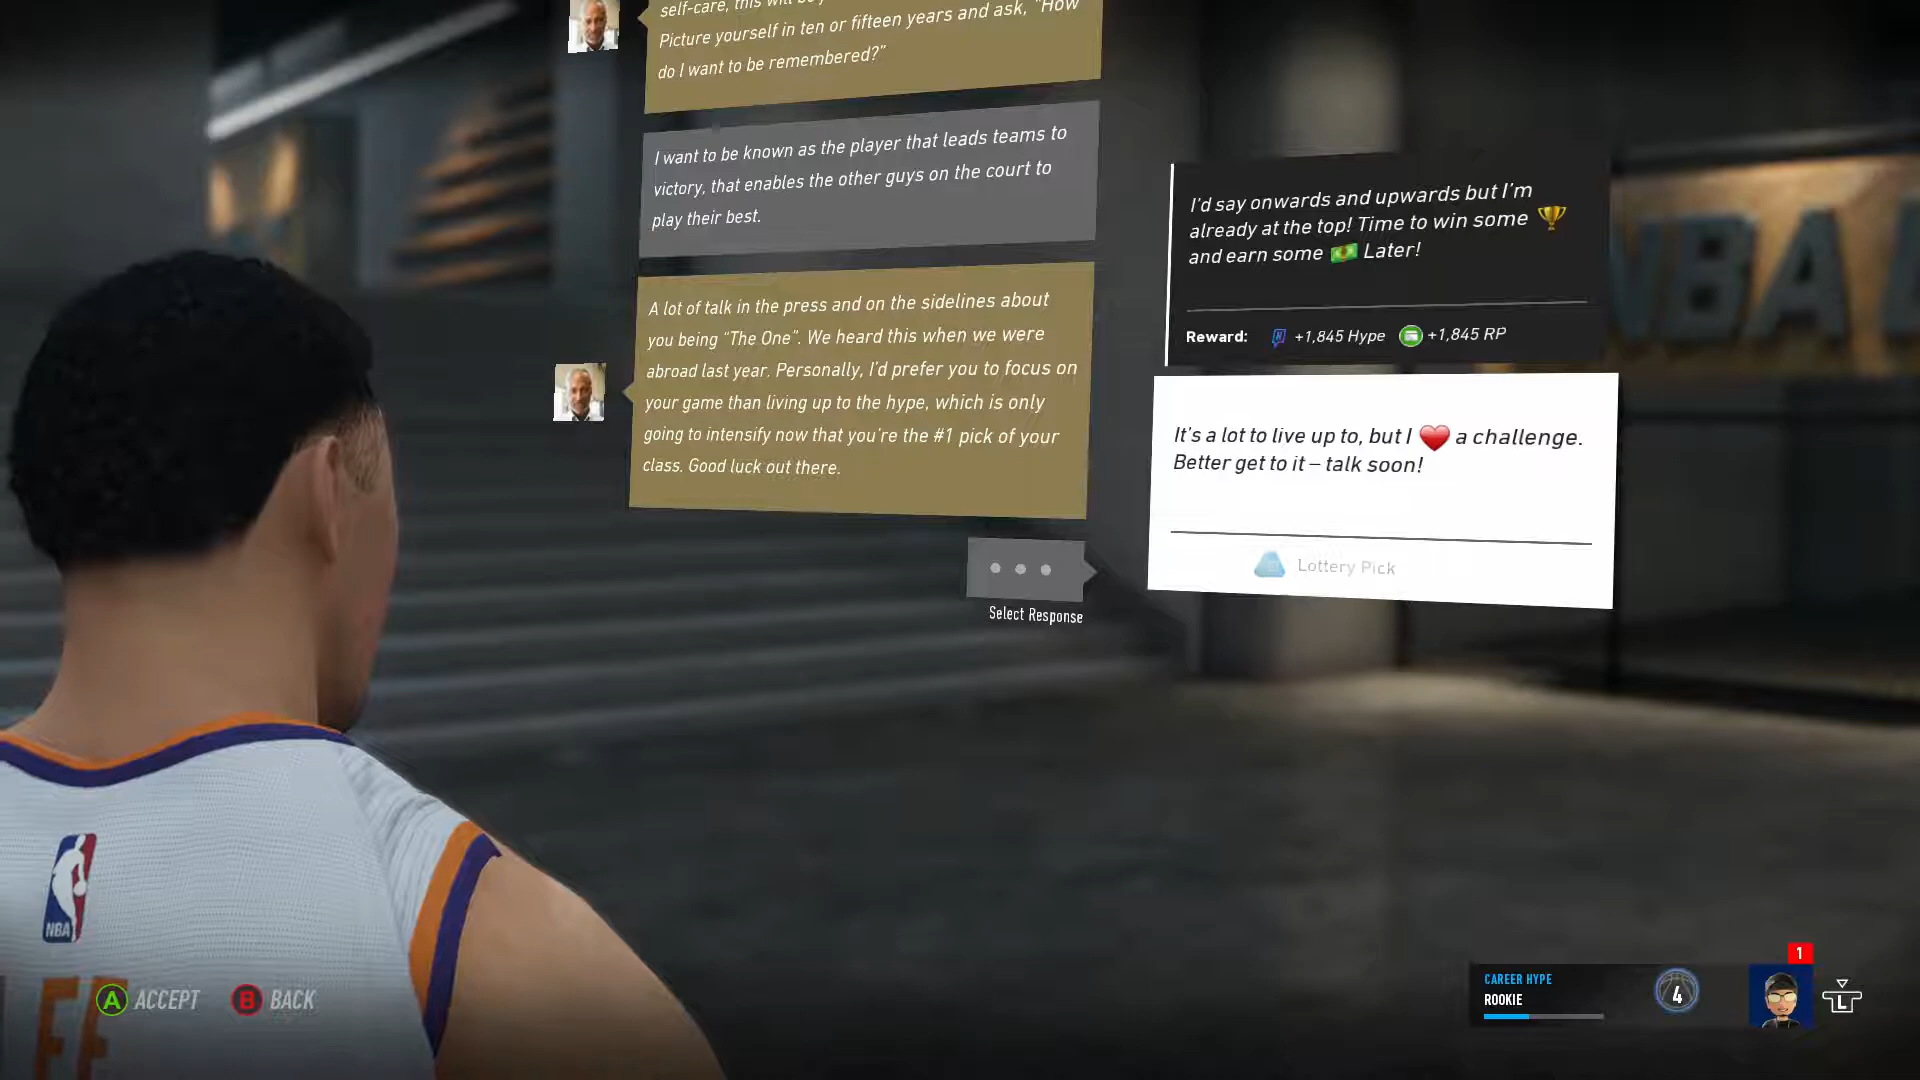 self-care, this will be
Picture yourself in ten or fifteen years and ask, "How
do I want to be remembered?"
I want to be known as the player that leads teams to
victory, that enables the other guys on the court to
play their best.
A lot of talk in the press and on the sidelines about
you being "The One". We heard this when we were
abroad last year. Personally, I'd prefer you to focus on
your game than living up to the hype, which is only
going to intensify now that you're the #1 pick of your
class. Good luck out there.
Select Response
I'd say onwards and upwards but I'm
already at the top! Time to win some 🏆
and earn some 💵 Later!
Reward: +1,845 Hype +1,845 RP
It's a lot to live up to, but I ❤️ a challenge.
Better get to it – talk soon!
Lottery Pick
NBA
NBA
A ACCEPT B BACK
CAREER HYPE
ROOKIE
4
1
L